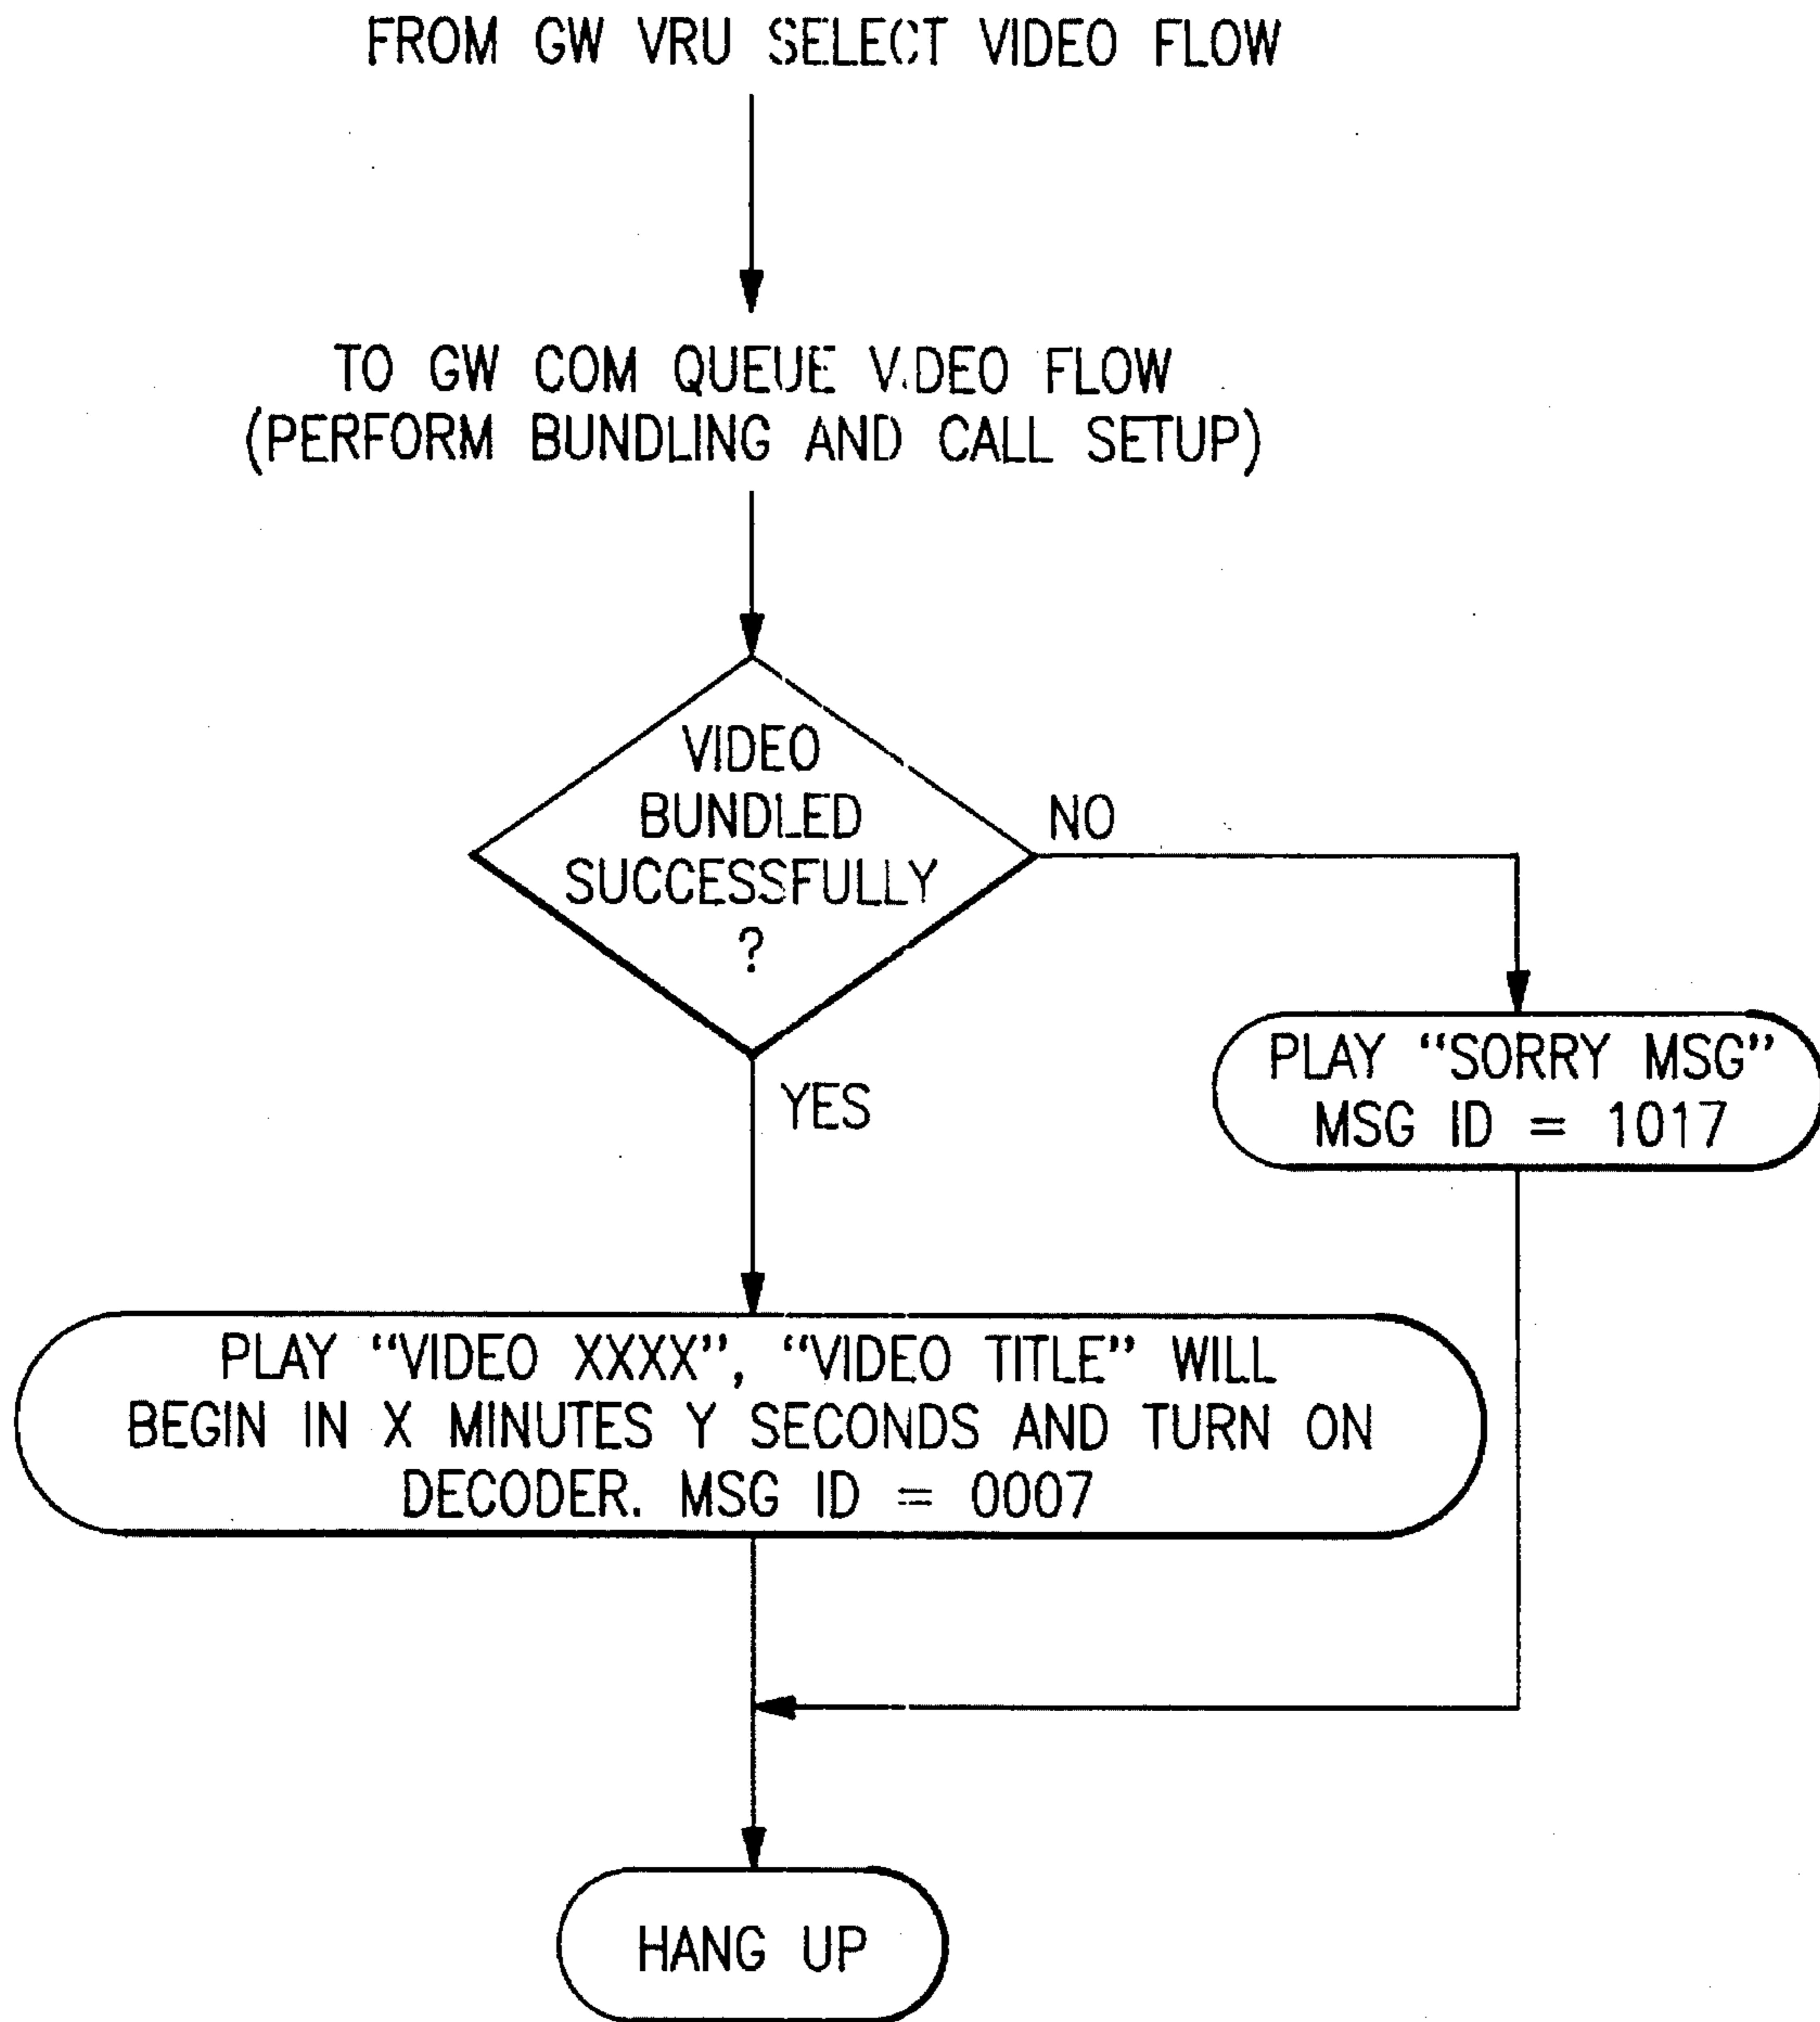 FROM GW VRU SELECT VIDEO FLOW
TO GW COM QUEUE VIDEO FLOW
(PERFORM BUNDLING AND CALL SETUP)
VIDEO
BUNDLED
SUCCESSFULLY
?
NO
YES
PLAY “SORRY MSG”
MSG ID = 1017
PLAY “VIDEO XXXX”, “VIDEO TITLE” WILL
BEGIN IN X MINUTES Y SECONDS AND TURN ON
DECODER. MSG ID = 0007
HANG UP